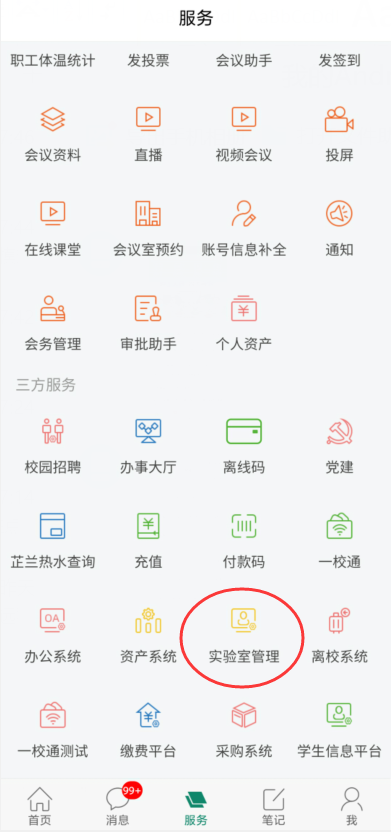 服务
职工体温统计 发投票 会议助手 发签到
会议资料 直播 视频会议 投屏
在线课堂 会议室预约 账号信息补全 通知
会务管理 审批助手 个人资产
三方服务
校园招聘 办事大厅 离线码 党建
芷兰热水查询 充值 付款码 一校通
OA
办公系统 资产系统 实验室管理 离校系统
一校通测试 缴费平台 采购系统 学生信息平台
99+
首页 消息 服务 笔记 我